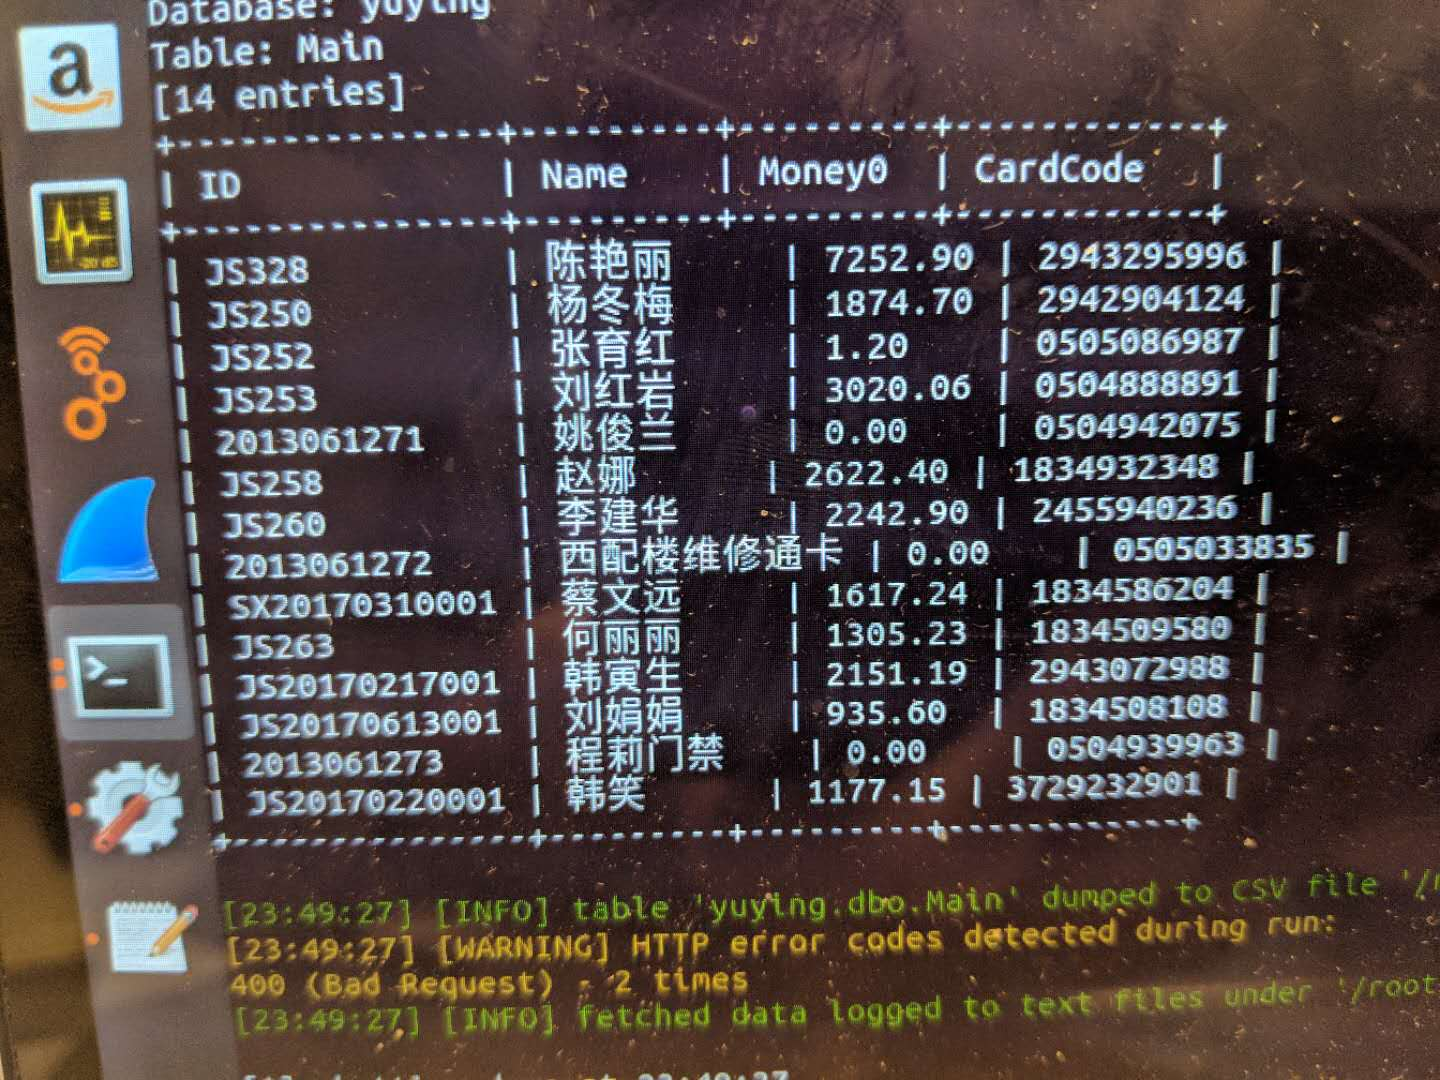 Database: yuying
Table: Main
[14 entries]
| ID | Name | Money0 | CardCode |
| JS328 | 陈艳丽 | 7252.90 | 2943295996 |
| JS250 | 杨冬梅 | 1874.70 | 2942904124 |
| JS252 | 张育红 | 1.20 | 0505086987 |
| JS253 | 刘红岩 | 3020.06 | 0504888891 |
| 2013061271 | 姚俊兰 | 0.00 | 0504942075 |
| JS258 | 赵娜 | 2622.40 | 1834932348 |
| JS260 | 李建华 | 2242.90 | 2455940236 |
| 2013061272 | 西配楼维修通卡 | 0.00 | 0505033835 |
| SX20170310001 | 蔡文远 | 1617.24 | 1834586204 |
| JS263 | 何丽丽 | 1305.23 | 1834509580 |
| JS20170217001 | 韩寅生 | 2151.19 | 2943072988 |
| JS20170613001 | 刘娟娟 | 935.60 | 1834508108 |
| 2013061273 | 程莉门禁 | 0.00 | 0504939963 |
| JS20170220001 | 韩笑 | 1177.15 | 3729232901 |
[23:49:27] [INFO] table 'yuying.dbo.Main' dumped to CSV file '/
[23:49:27] [WARNING] HTTP error codes detected during run:
400 (Bad Request) - 2 times
[23:49:27] [INFO] fetched data logged to text files under '/root